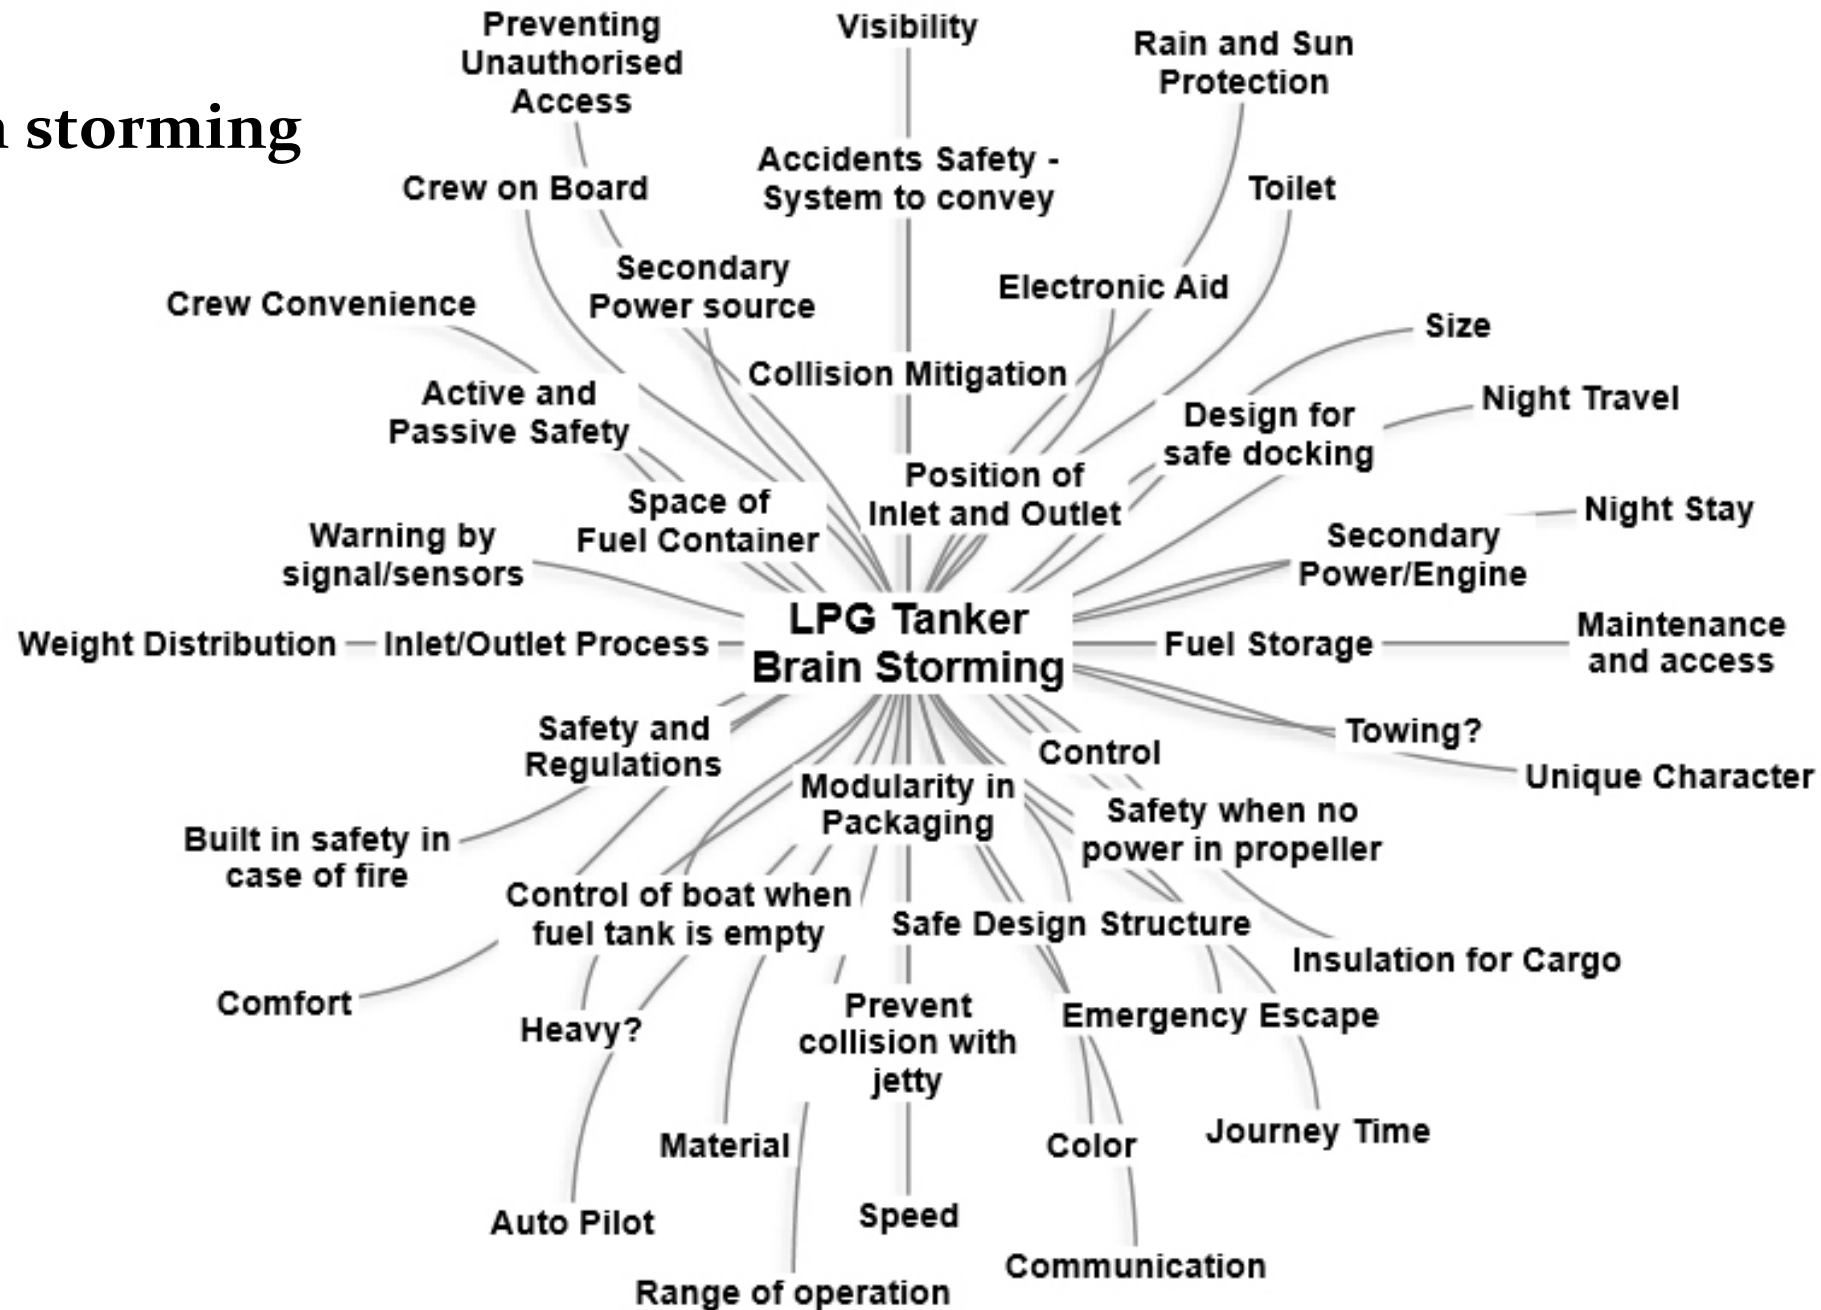 Preventing
Unauthorised
Access
Visibility
Rain and Sun
Protection
n storming
Crew on Board
Accidents Safety -
System to convey
Toilet
Crew Convenience
Secondary
Power source
Electronic Aid
Size
Active and
Passive Safety
Collision Mitigation
Design for
safe docking
Night Travel
Space of
Fuel Container
Position of
Inlet and Outlet
Night Stay
Warning by
signal/sensors
Secondary
Power/Engine
LPG Tanker
Brain Storming
Weight Distribution
Inlet/Outlet Process
Fuel Storage
Maintenance
and access
Safety and
Regulations
Control
Towing?
Unique Character
Modularity in
Packaging
Safety when no
power in propeller
Built in safety in
case of fire
Control of boat when
fuel tank is empty
Safe Design Structure
Insulation for Cargo
Comfort
Heavy?
Prevent
collision with
jetty
Emergency Escape
Material
Color
Journey Time
Auto Pilot
Speed
Communication
Range of operation